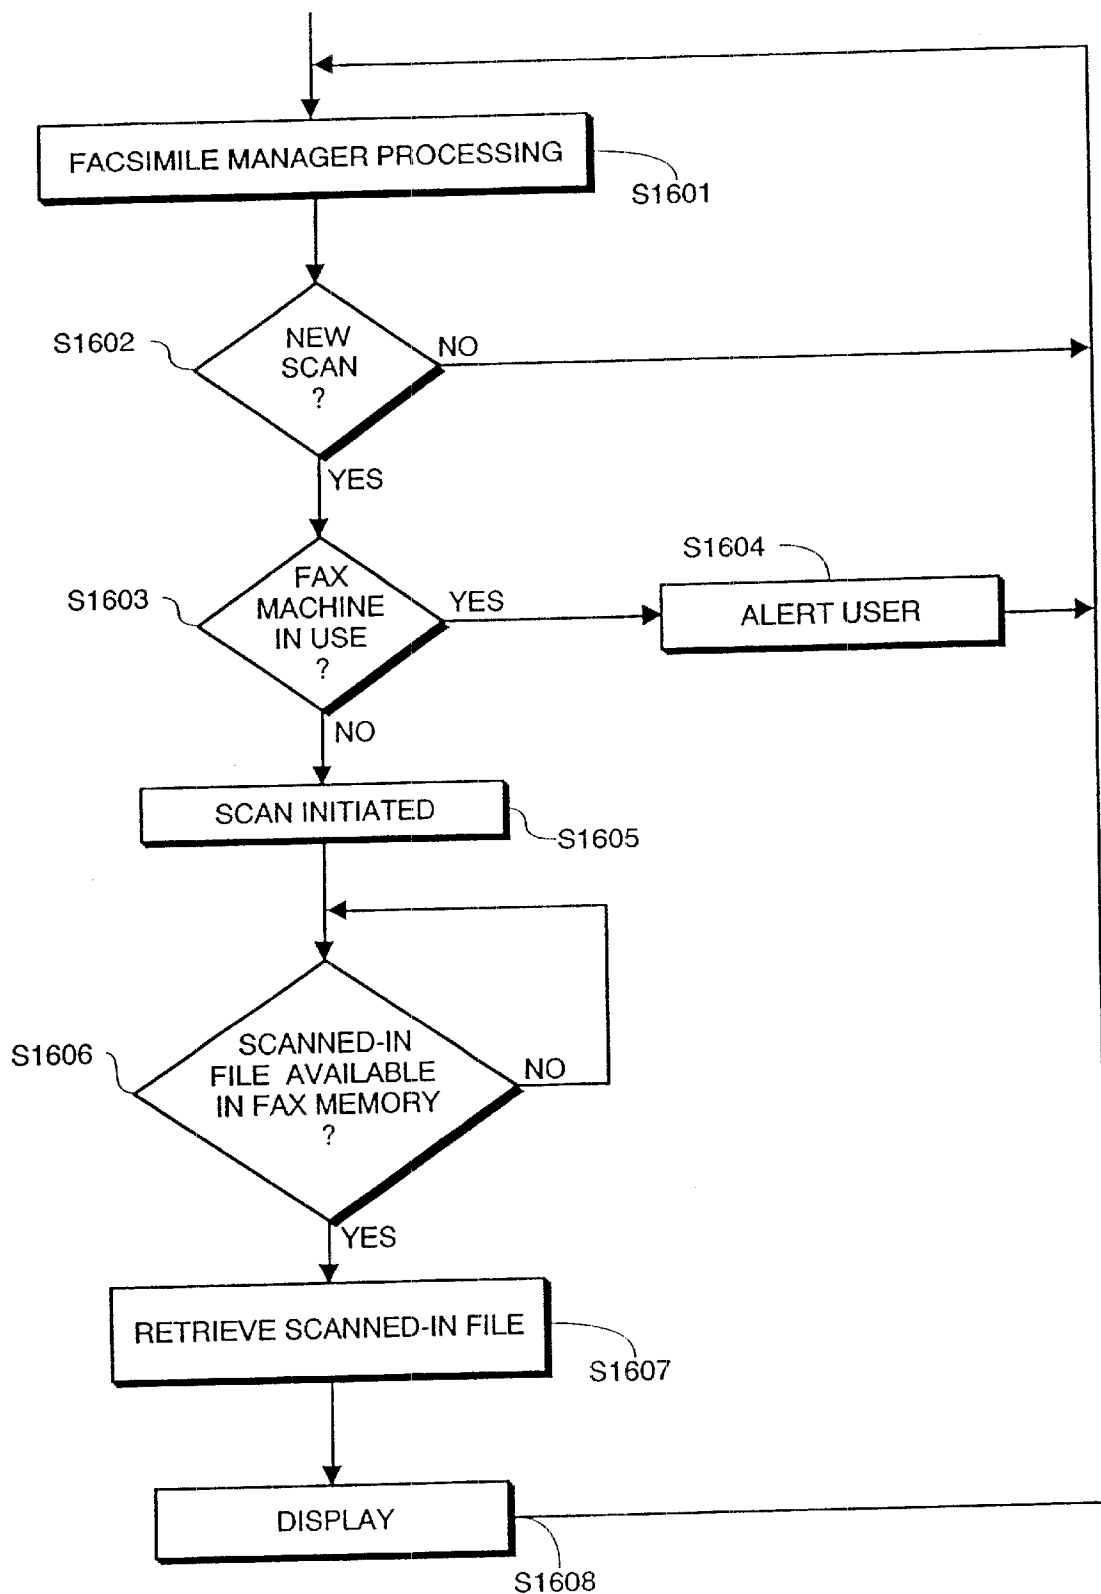 FACSIMILE MANAGER PROCESSING
S1601
S1602
NEW
SCAN
?
NO
YES
S1603
FAX
MACHINE
IN USE
?
YES
S1604
ALERT USER
NO
SCAN INITIATED
S1605
S1606
SCANNED-IN
FILE AVAILABLE
IN FAX MEMORY
?
NO
YES
RETRIEVE SCANNED-IN FILE
S1607
DISPLAY
S1608